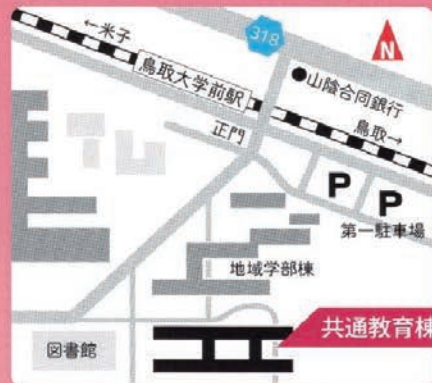 ←米子
318
N
鳥取大学前駅
●山陰合同銀行
鳥取→
正門
P
P
第一駐車場
地域学部棟
共通教育棟
図書館